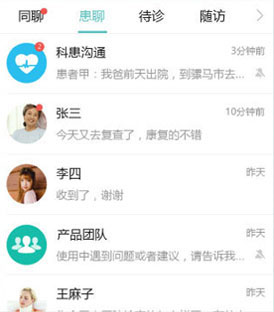 同聊 患聊 待诊 随访
科患沟通 3分钟前
2
患者甲：我爸前天出院，到骡马市去...
张三 10分钟前
今天又去复查了，康复的不错
李四 昨天
收到了，谢谢
产品团队 昨天
使用中遇到问题或者建议，请告诉我...
王麻子 昨天